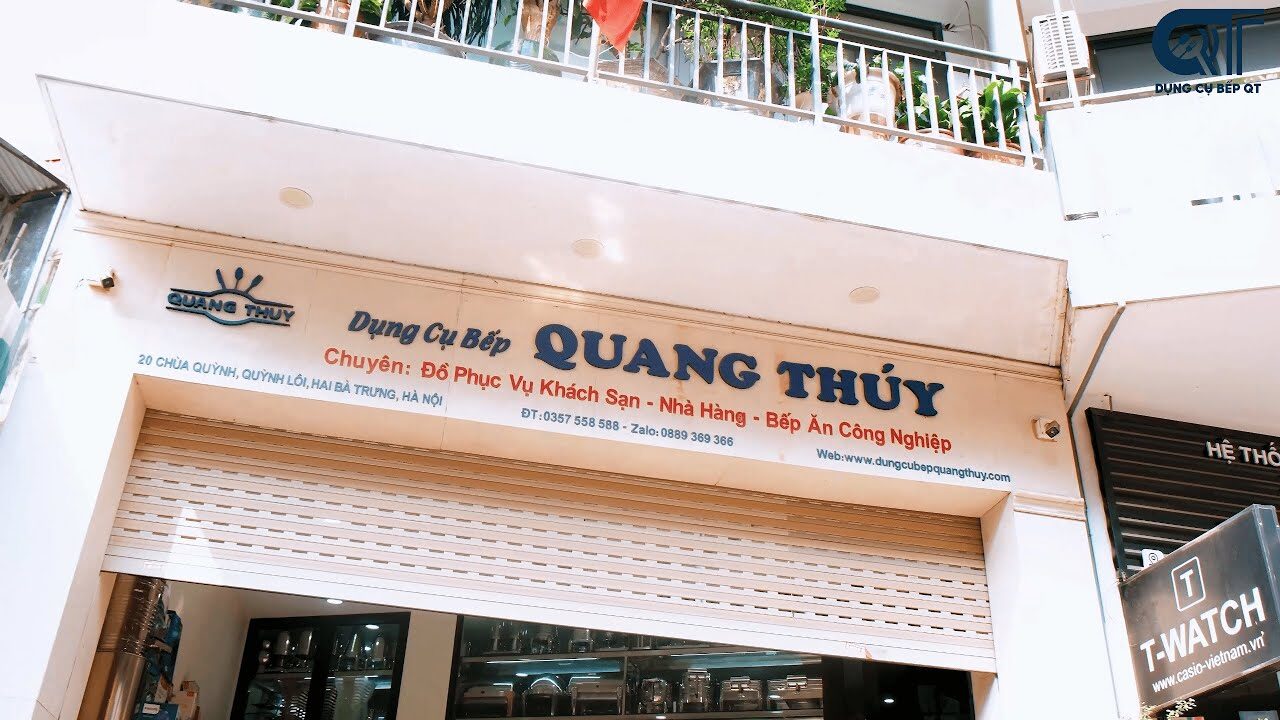 QT
DỤNG CỤ BẾP QT
QUANG THUY
Dụng Cụ Bếp QUANG THÚY
Chuyên: Đồ Phục Vụ Khách Sạn - Nhà Hàng - Bếp Ăn Công Nghiệp
20 CHÙA QUỲNH, QUỲNH LÔI, HAI BÀ TRƯNG, HÀ NỘI
ĐT: 0357 558 588 - Zalo: 0889 369 366
Web: www.dungcubepquangthuy.com
HỆ THỐ
T
T-WATCH
www.casio-vietnam.vn